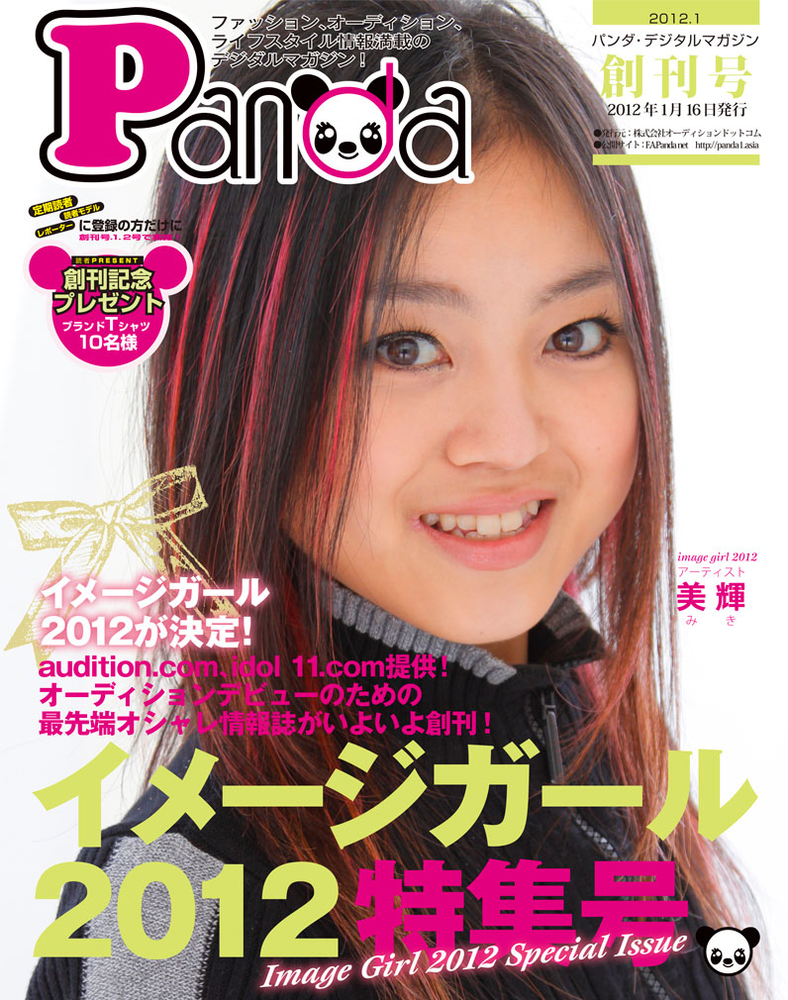 Panda
ファッション、オーディション、
ライフスタイル情報満載の
デジダルマガジン!
2012.1
パンダ・デジタルマガジン
創刊号
2012年1月16日発行
●発行元:株式会社オーディションドットコム
●公開サイト:FA.Panda net http://panda1.asia
定期読者
読者モデル
レポーター に登録の方だけに
創刊号.1.2号で
読者PRESENT
創刊記念
プレゼント
ブランドTシャツ
10名様
image girl 2012
アーティスト
美輝
みき
イメージガール
2012が決定!
audition.com、idol 11.com提供!
オーディションデビューのための
最先端オシャレ情報誌がいよいよ創刊!
イメージガール
2012特集号
Image Girl 2012 Special Issue